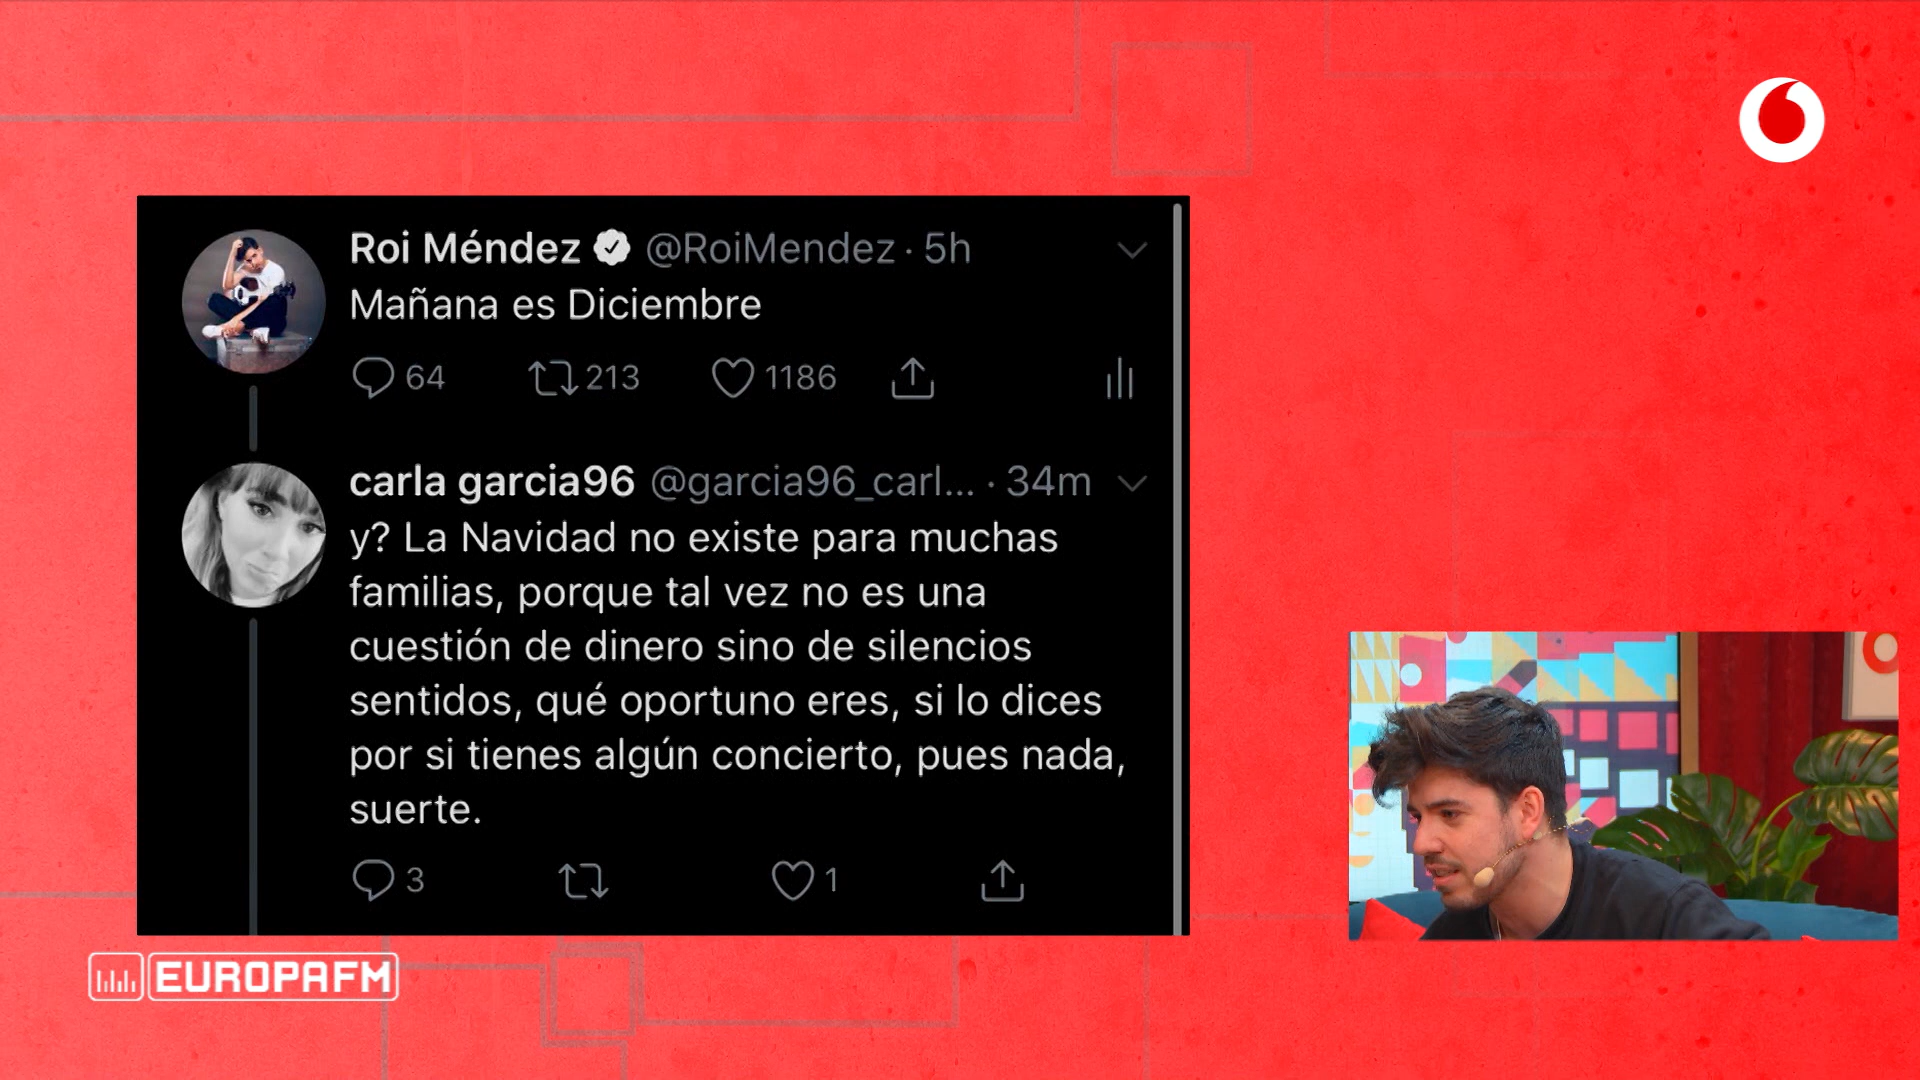 Roi Méndez @RoiMendez · 5h
Mañana es Diciembre
64 213 1186
carla garcia96 @garcia96_carl... · 34m
y? La Navidad no existe para muchas
familias, porque tal vez no es una
cuestión de dinero sino de silencios
sentidos, qué oportuno eres, si lo dices
por si tienes algún concierto, pues nada,
suerte.
3 1
EUROPAFM